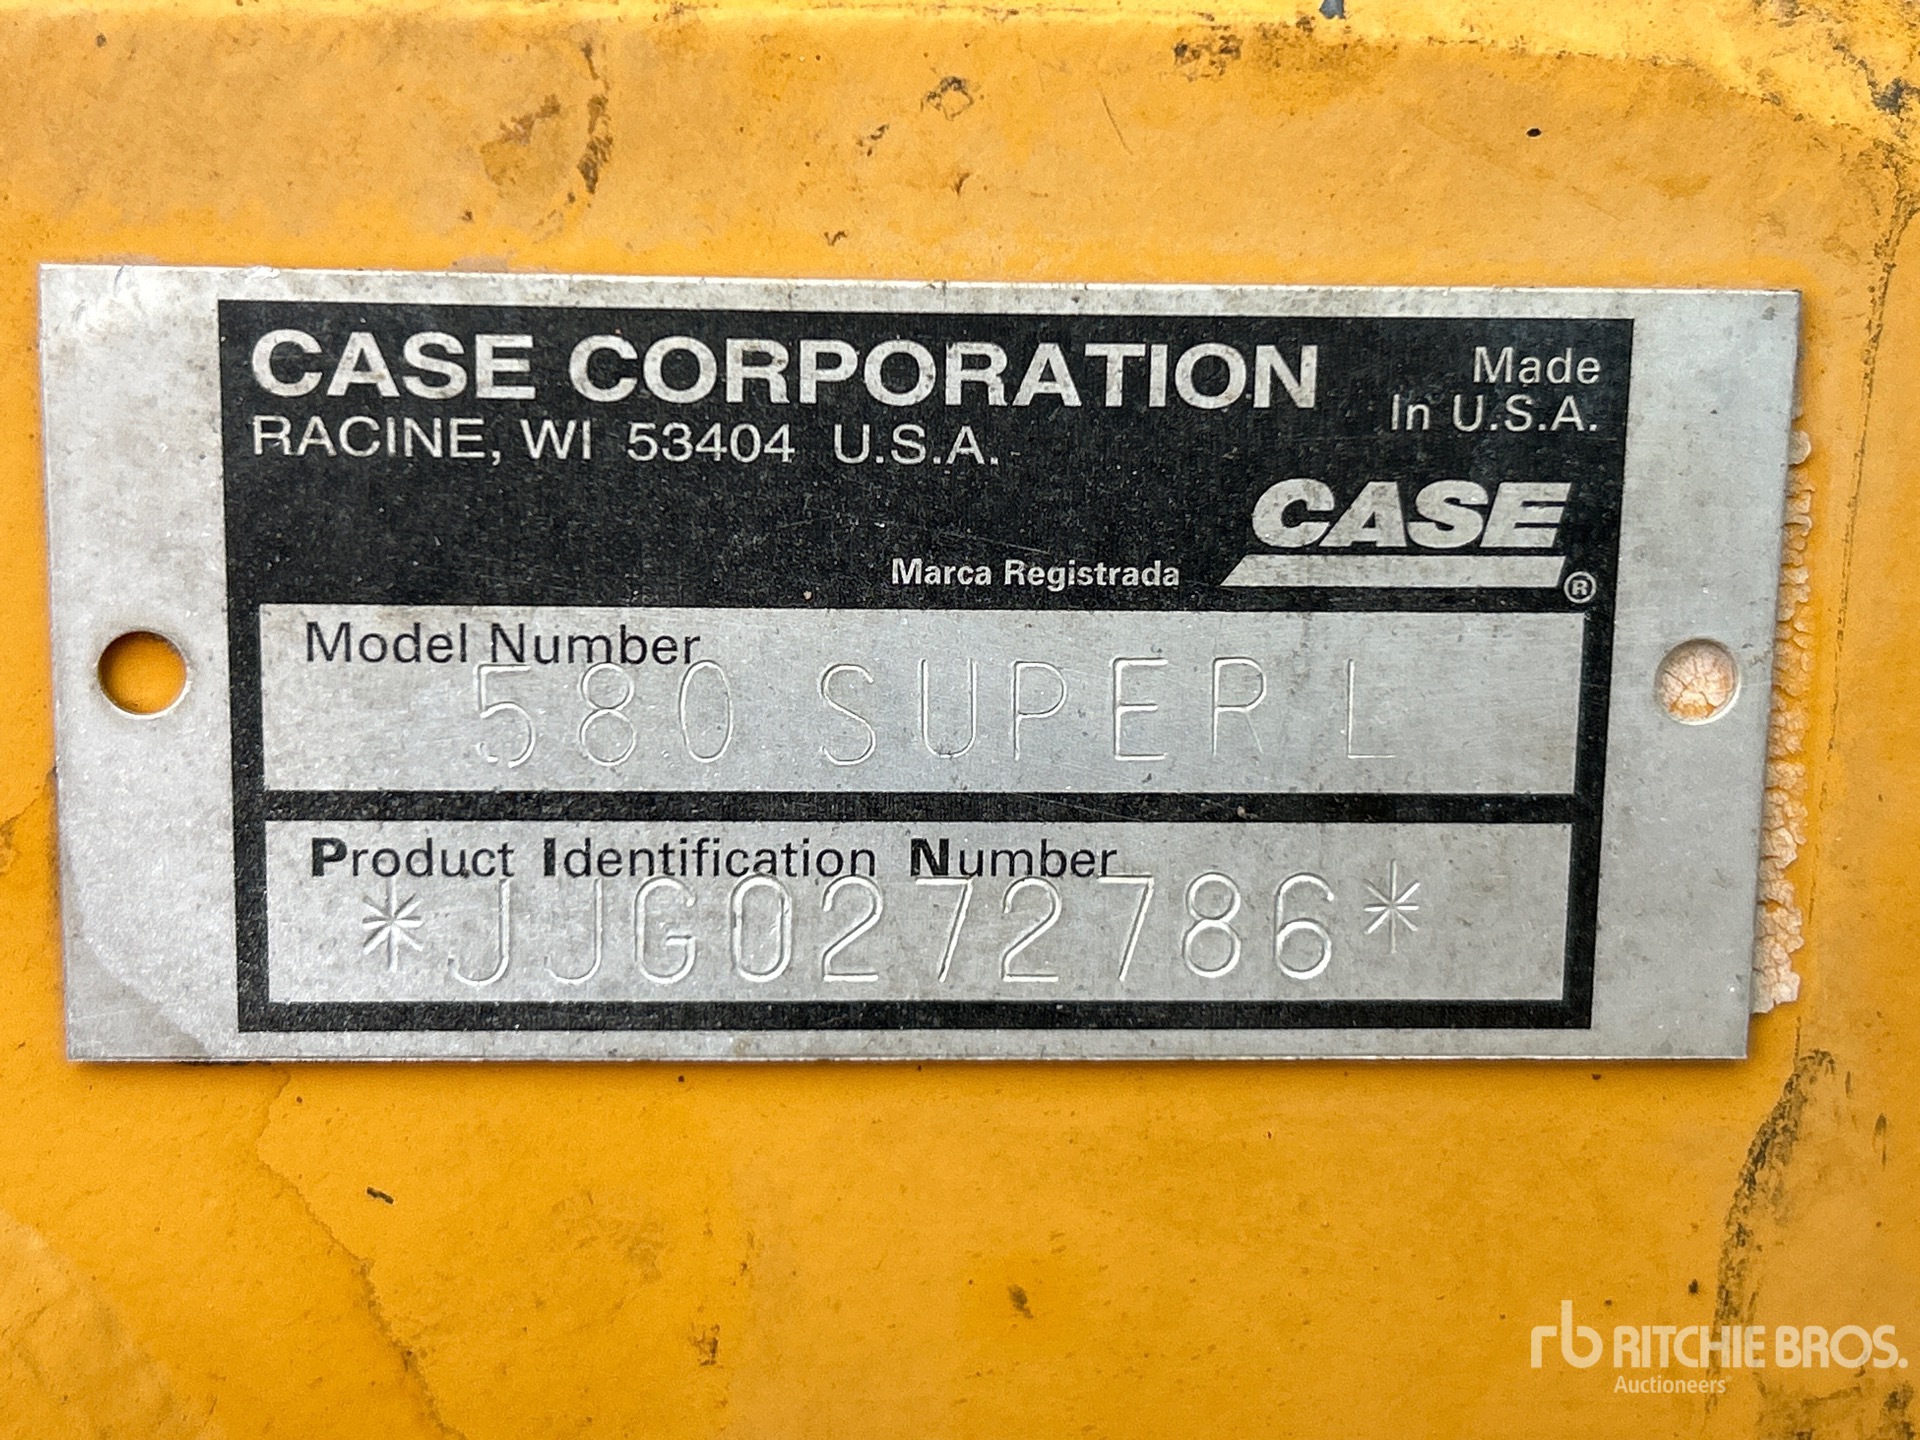 CASE CORPORATION
RACINE, WI 53404 U.S.A.
Made
In U.S.A.
CASE
Marca Registrada ®
Model Number
580 SUPER L
Product Identification Number
*JJG0272786*
rb RITCHIE BROS.
Auctioneers